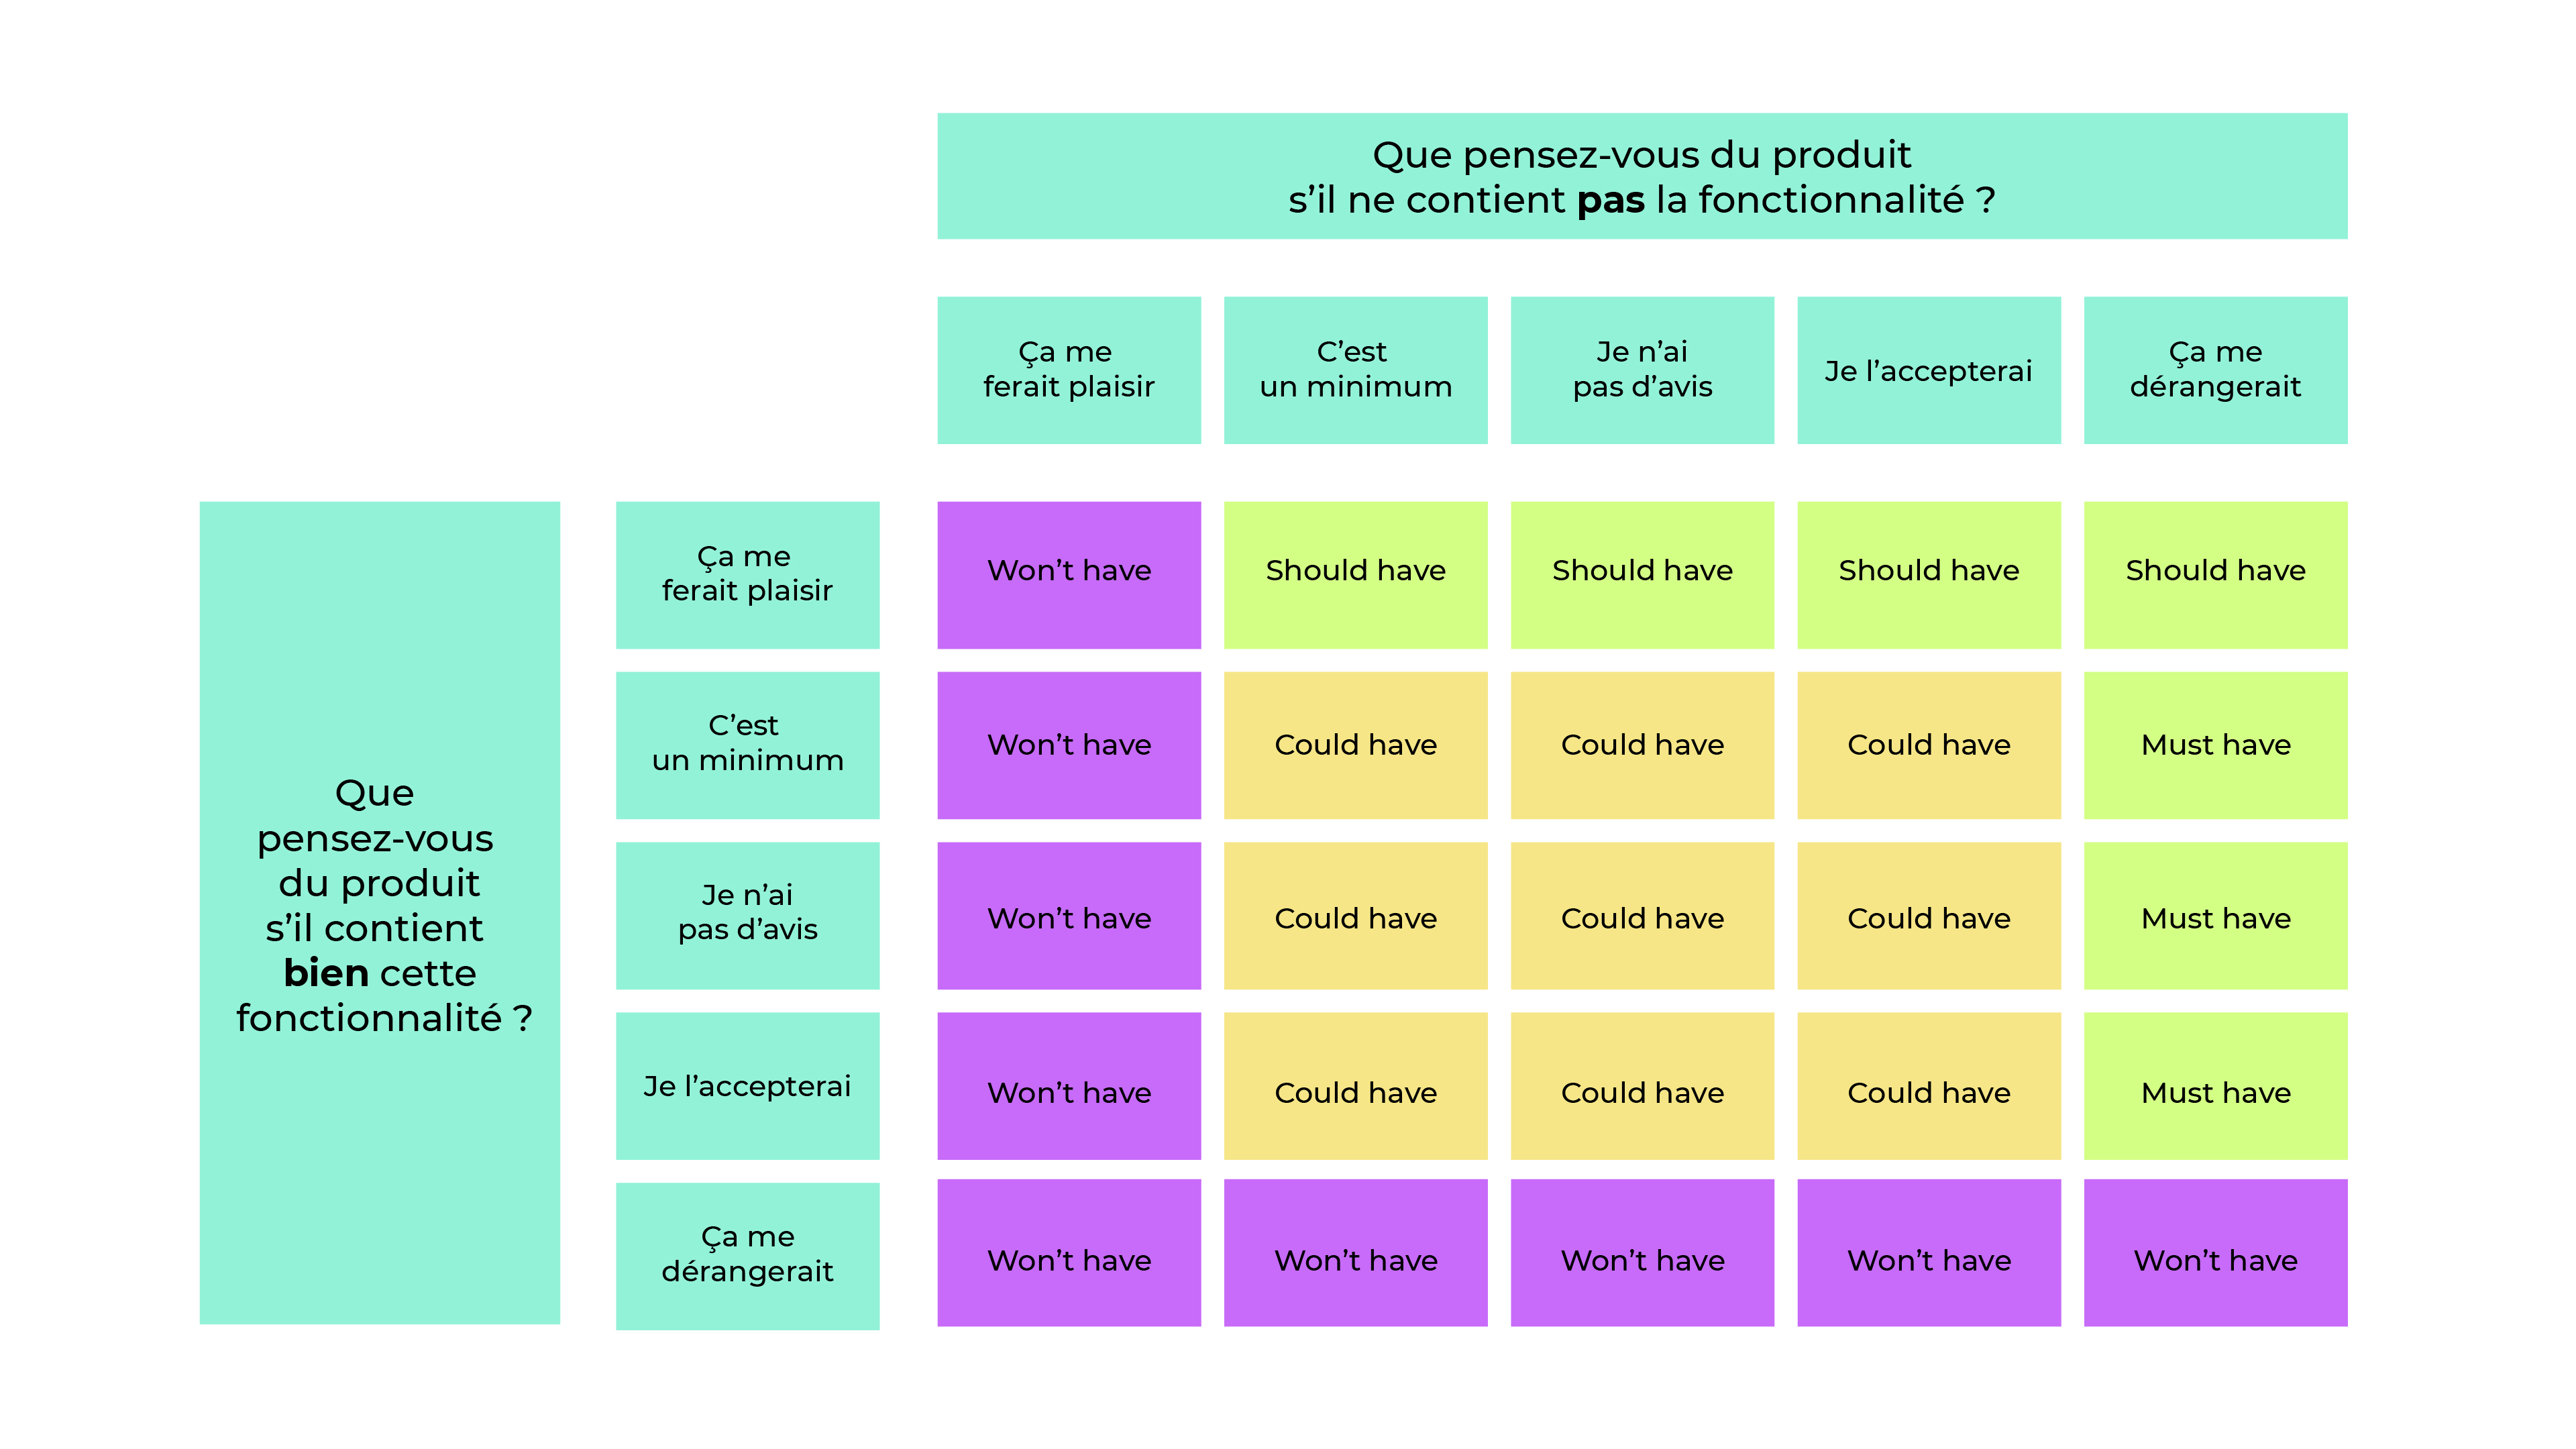 Que pensez-vous du produit
s’il ne contient pas la fonctionnalité ?
Ça me
ferait plaisir
C’est
un minimum
Je n’ai
pas d’avis
Je l’accepterai
Ça me
dérangerait
Que
pensez-vous
du produit
s’il contient
bien cette
fonctionnalité ?
Ça me
ferait plaisir
Won’t have
Should have
Should have
Should have
Should have
C’est
un minimum
Won’t have
Could have
Could have
Could have
Must have
Je n’ai
pas d’avis
Won’t have
Could have
Could have
Could have
Must have
Je l’accepterai
Won’t have
Could have
Could have
Could have
Must have
Ça me
dérangerait
Won’t have
Won’t have
Won’t have
Won’t have
Won’t have